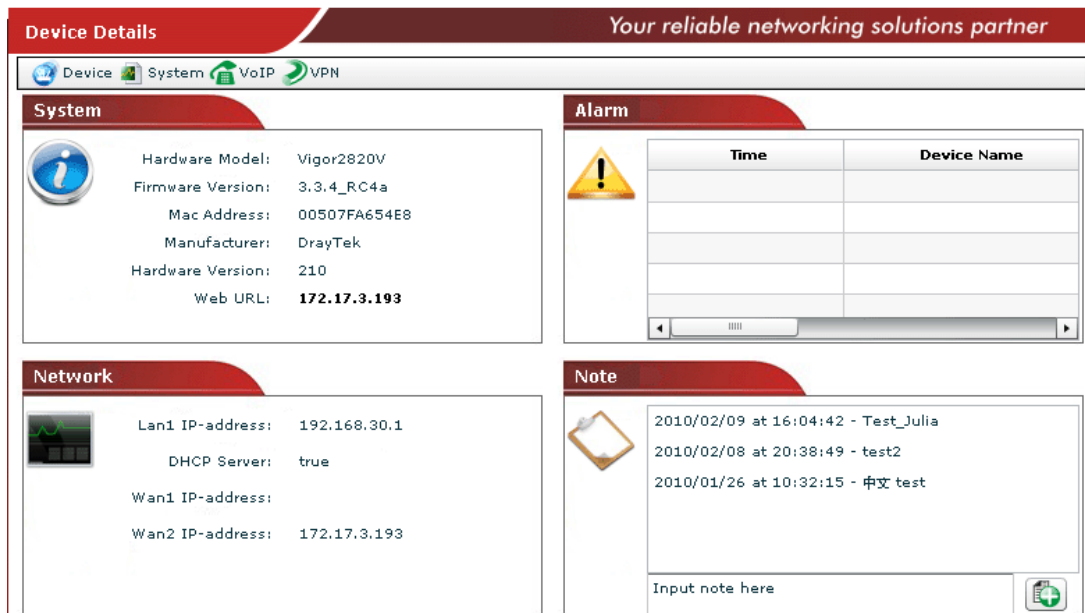 Device Details
Your reliable networking solutions partner
Device System VoIP VPN
System
Hardware Model: Vigor2820V
Firmware Version: 3.3.4_RC4a
Mac Address: 00507FA654E8
Manufacturer: DrayTek
Hardware Version: 210
Web URL: 172.17.3.193
Alarm
Time Device Name
Network
Lan1 IP-address: 192.168.30.1
DHCP Server: true
Wan1 IP-address:
Wan2 IP-address: 172.17.3.193
Note
2010/02/09 at 16:04:42 - Test_Julia
2010/02/08 at 20:38:49 - test2
2010/01/26 at 10:32:15 - 中文 test
Input note here